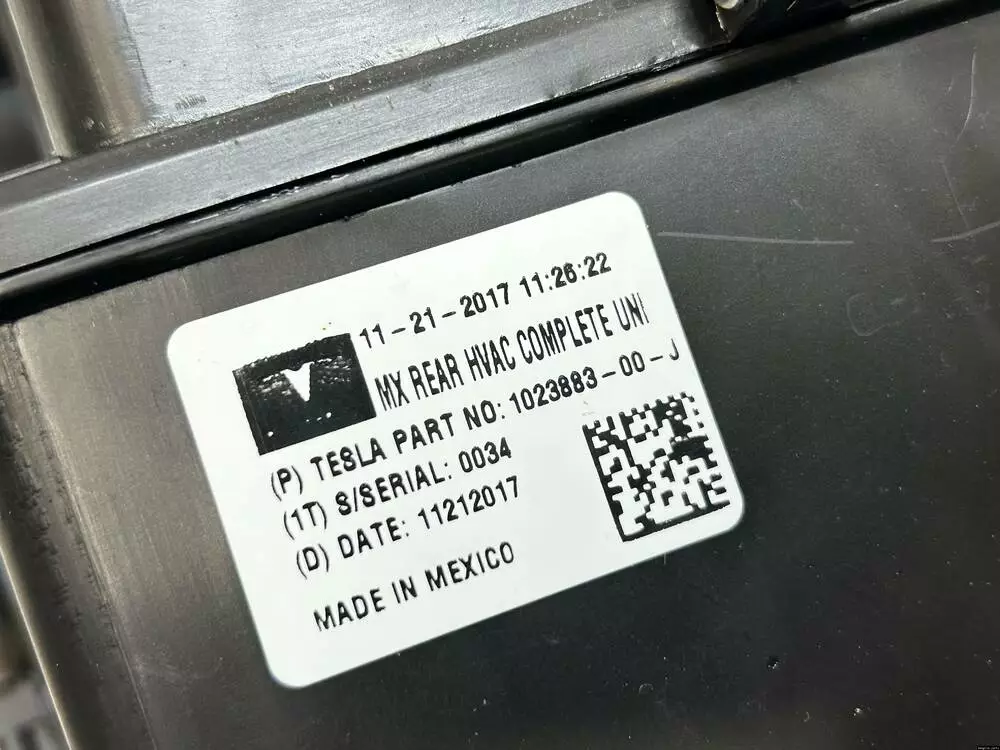 11-21-2017 11:26:22
MX REAR HVAC COMPLETE UNI
(P) TESLA PART NO: 1023883-00-J
(1T) S/SERIAL: 0034
(D) DATE: 11212017
MADE IN MEXICO